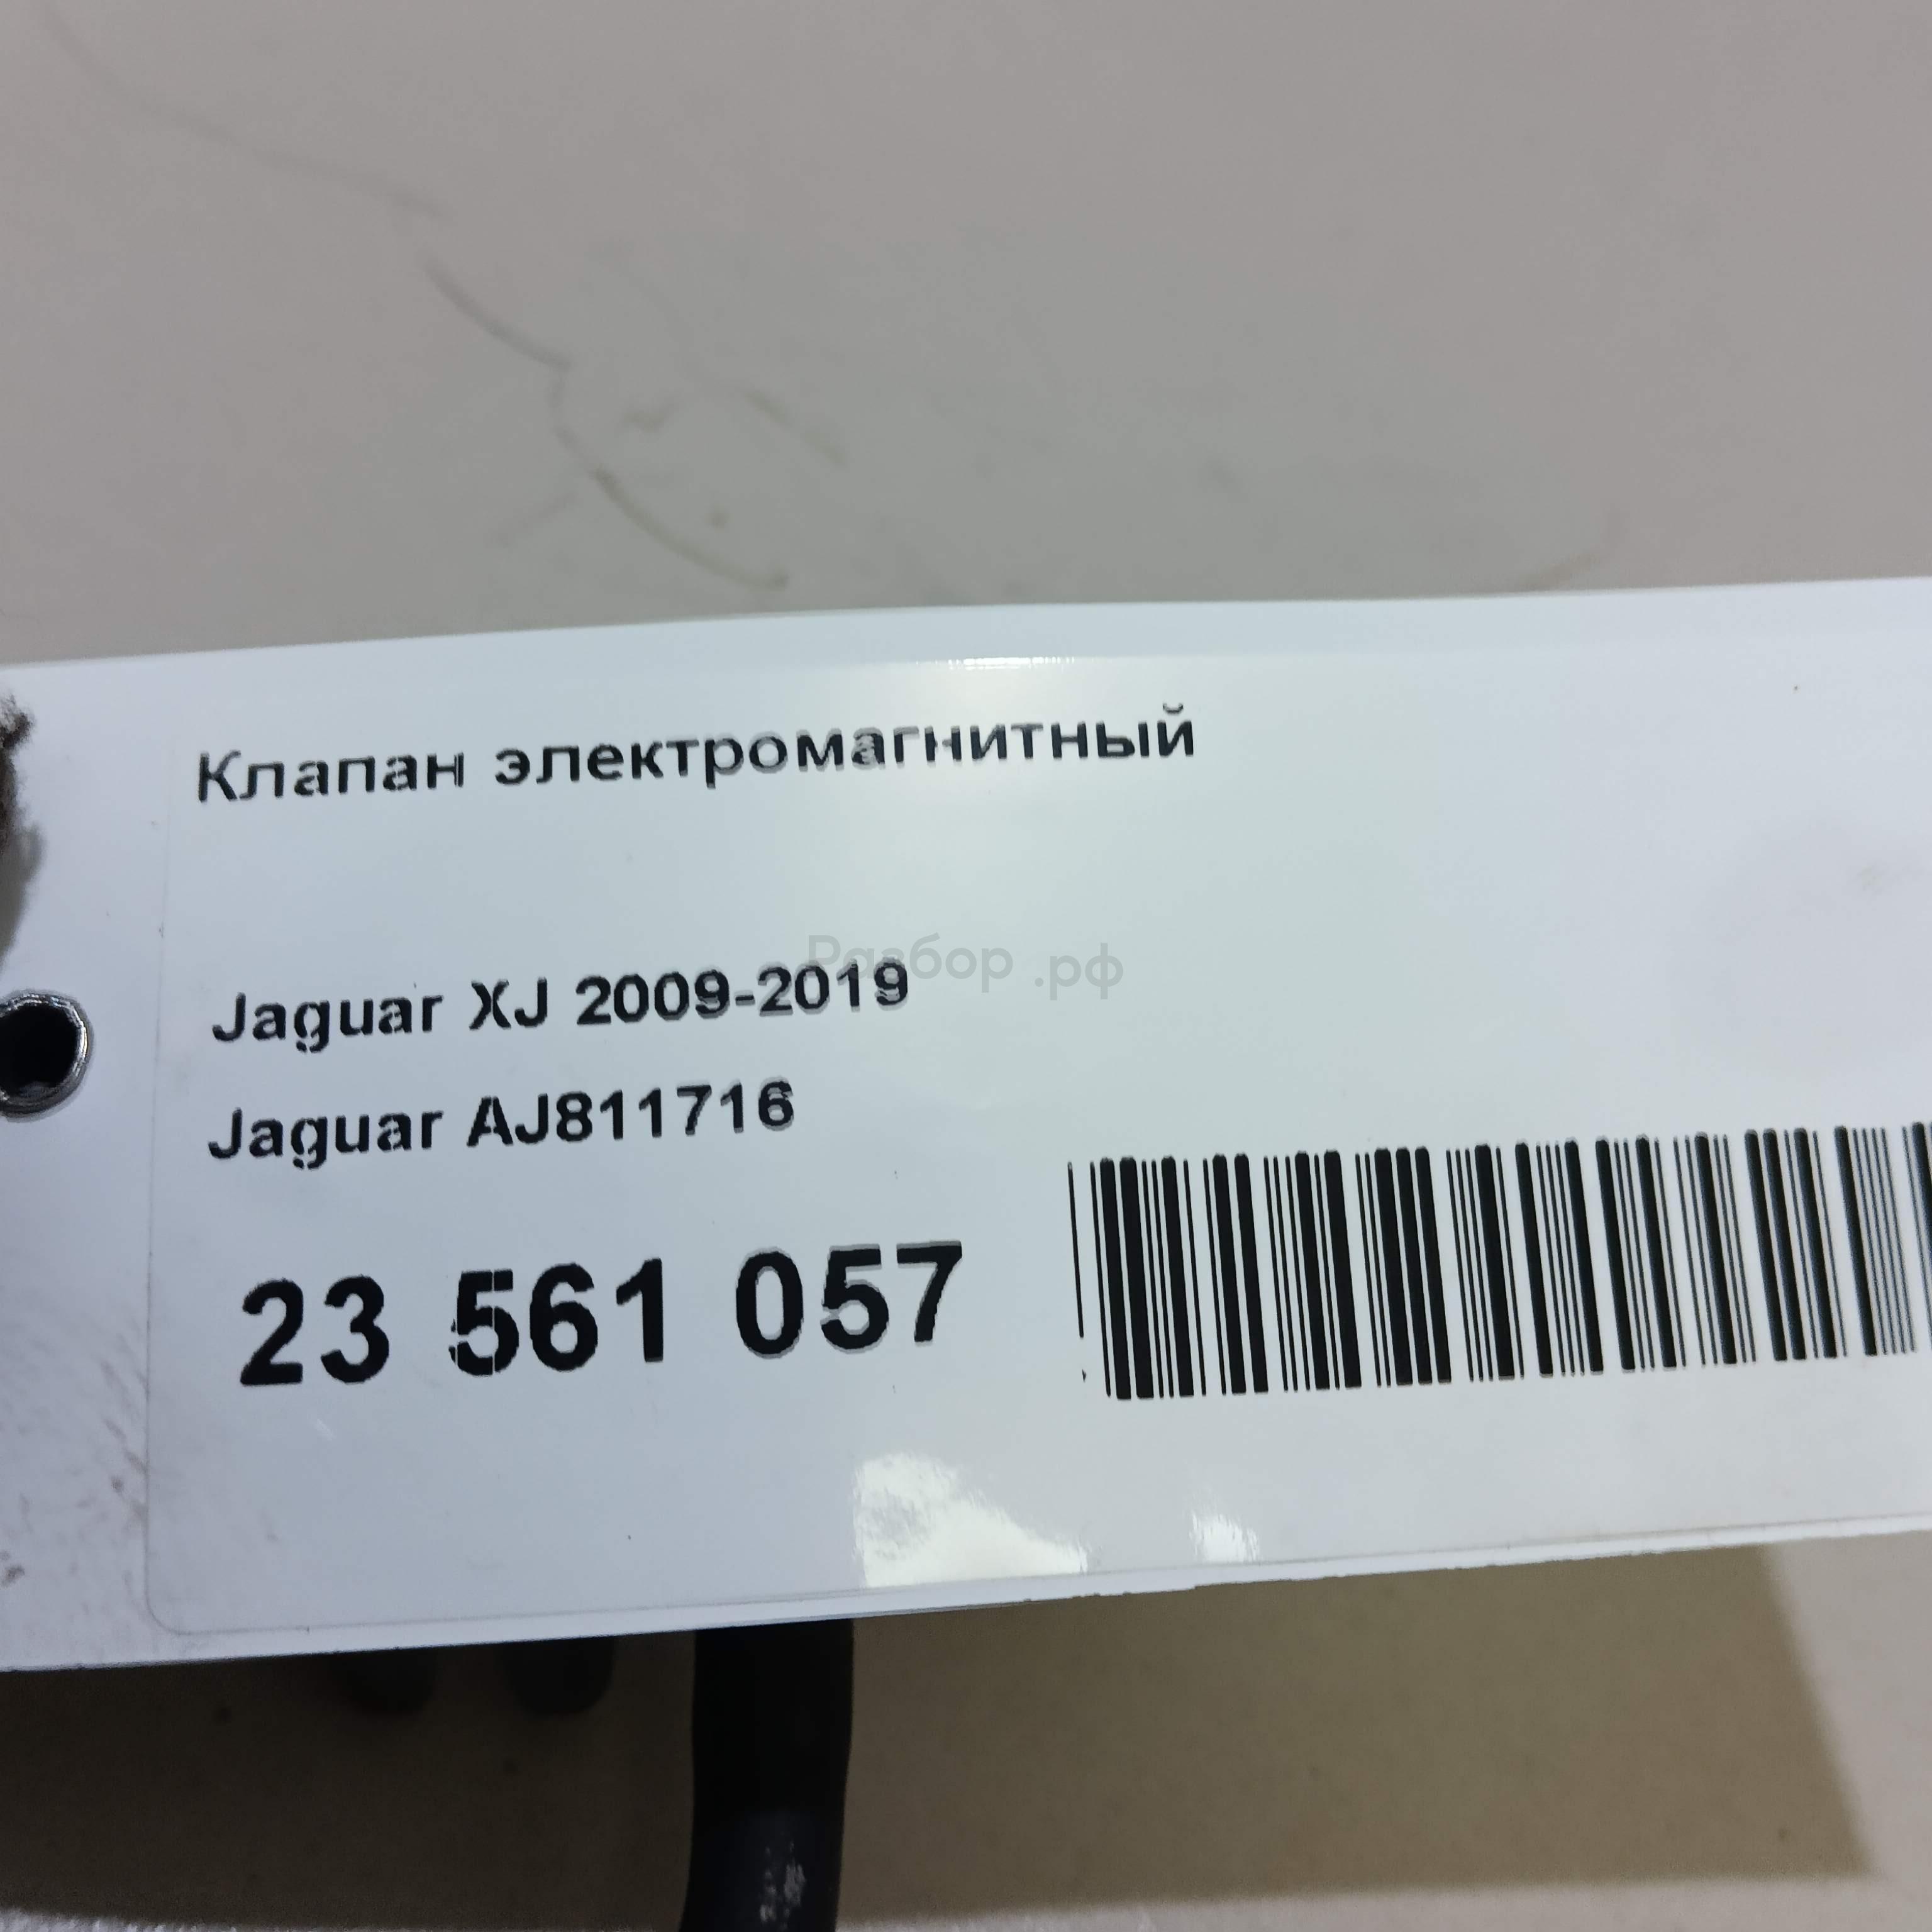 Клапан электромагнитный
Разбор.рф
Jaguar XJ 2009-2019
Jaguar AJ811716
23 561 057